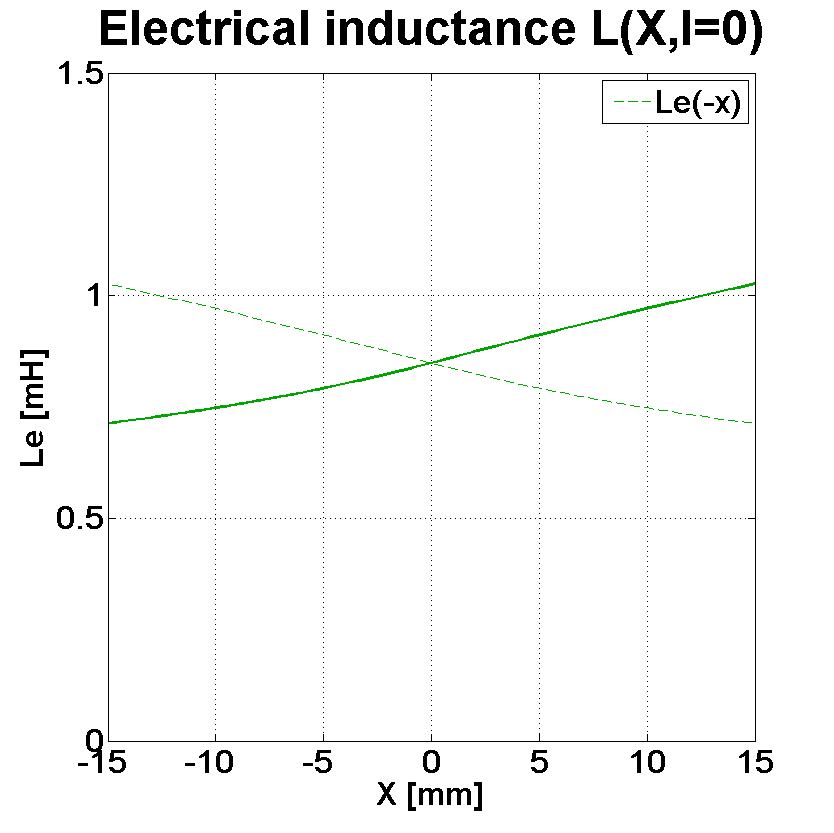 Electrical inductance L(X,I=0)
Le(-x)
1.5
1
0.5
0
Le [mH]
-15 -10 -5 0 5 10 15
X [mm]